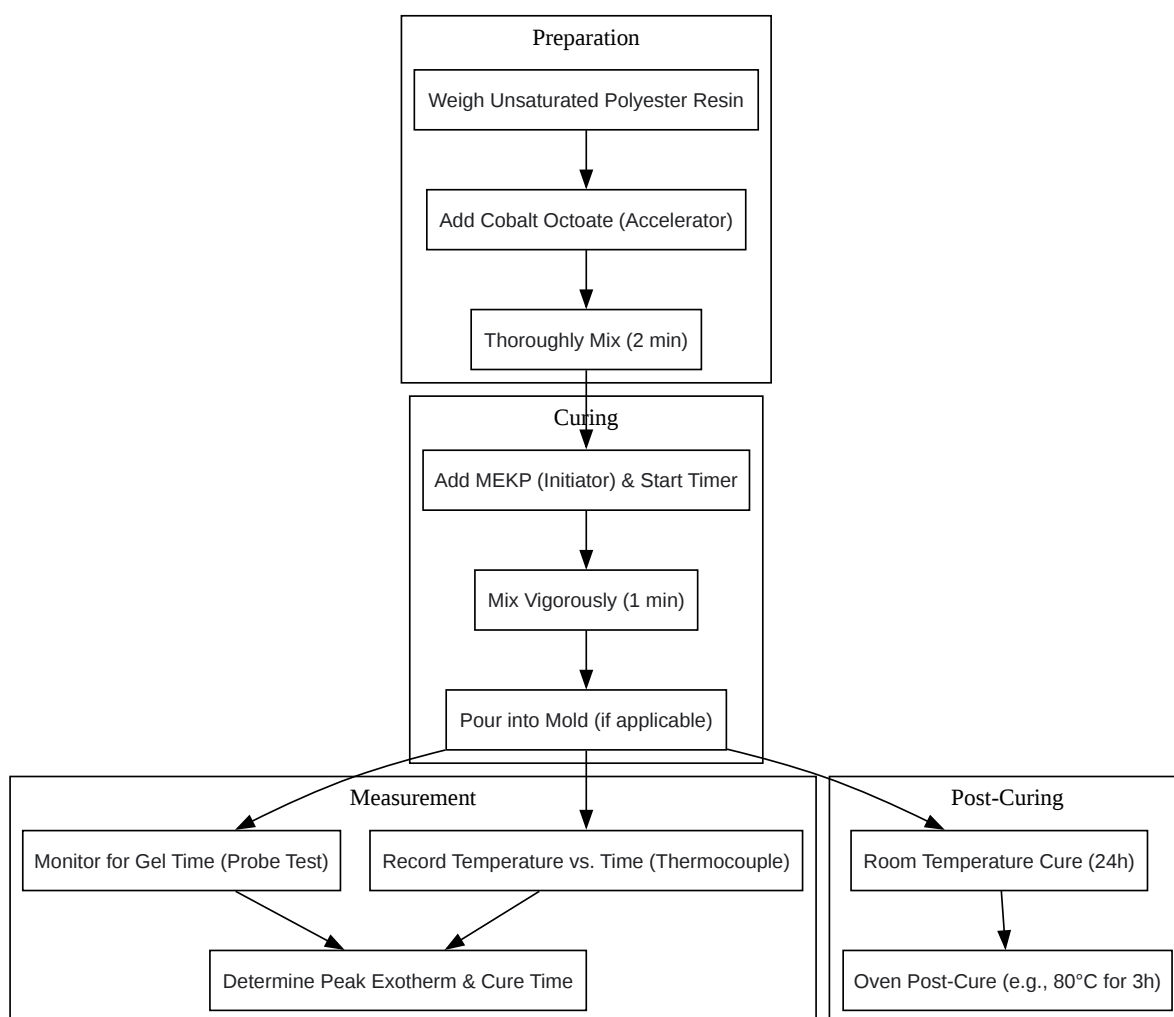 Preparation
Weigh Unsaturated Polyester Resin
Add Cobalt Octoate (Accelerator)
Thoroughly Mix (2 min)
Curing
Add MEKP (Initiator) & Start Timer
Mix Vigorously (1 min)
Pour into Mold (if applicable)
Measurement
Monitor for Gel Time (Probe Test)
Record Temperature vs. Time (Thermocouple)
Determine Peak Exotherm & Cure Time
Post-Curing
Room Temperature Cure (24h)
Oven Post-Cure (e.g., 80°C for 3h)